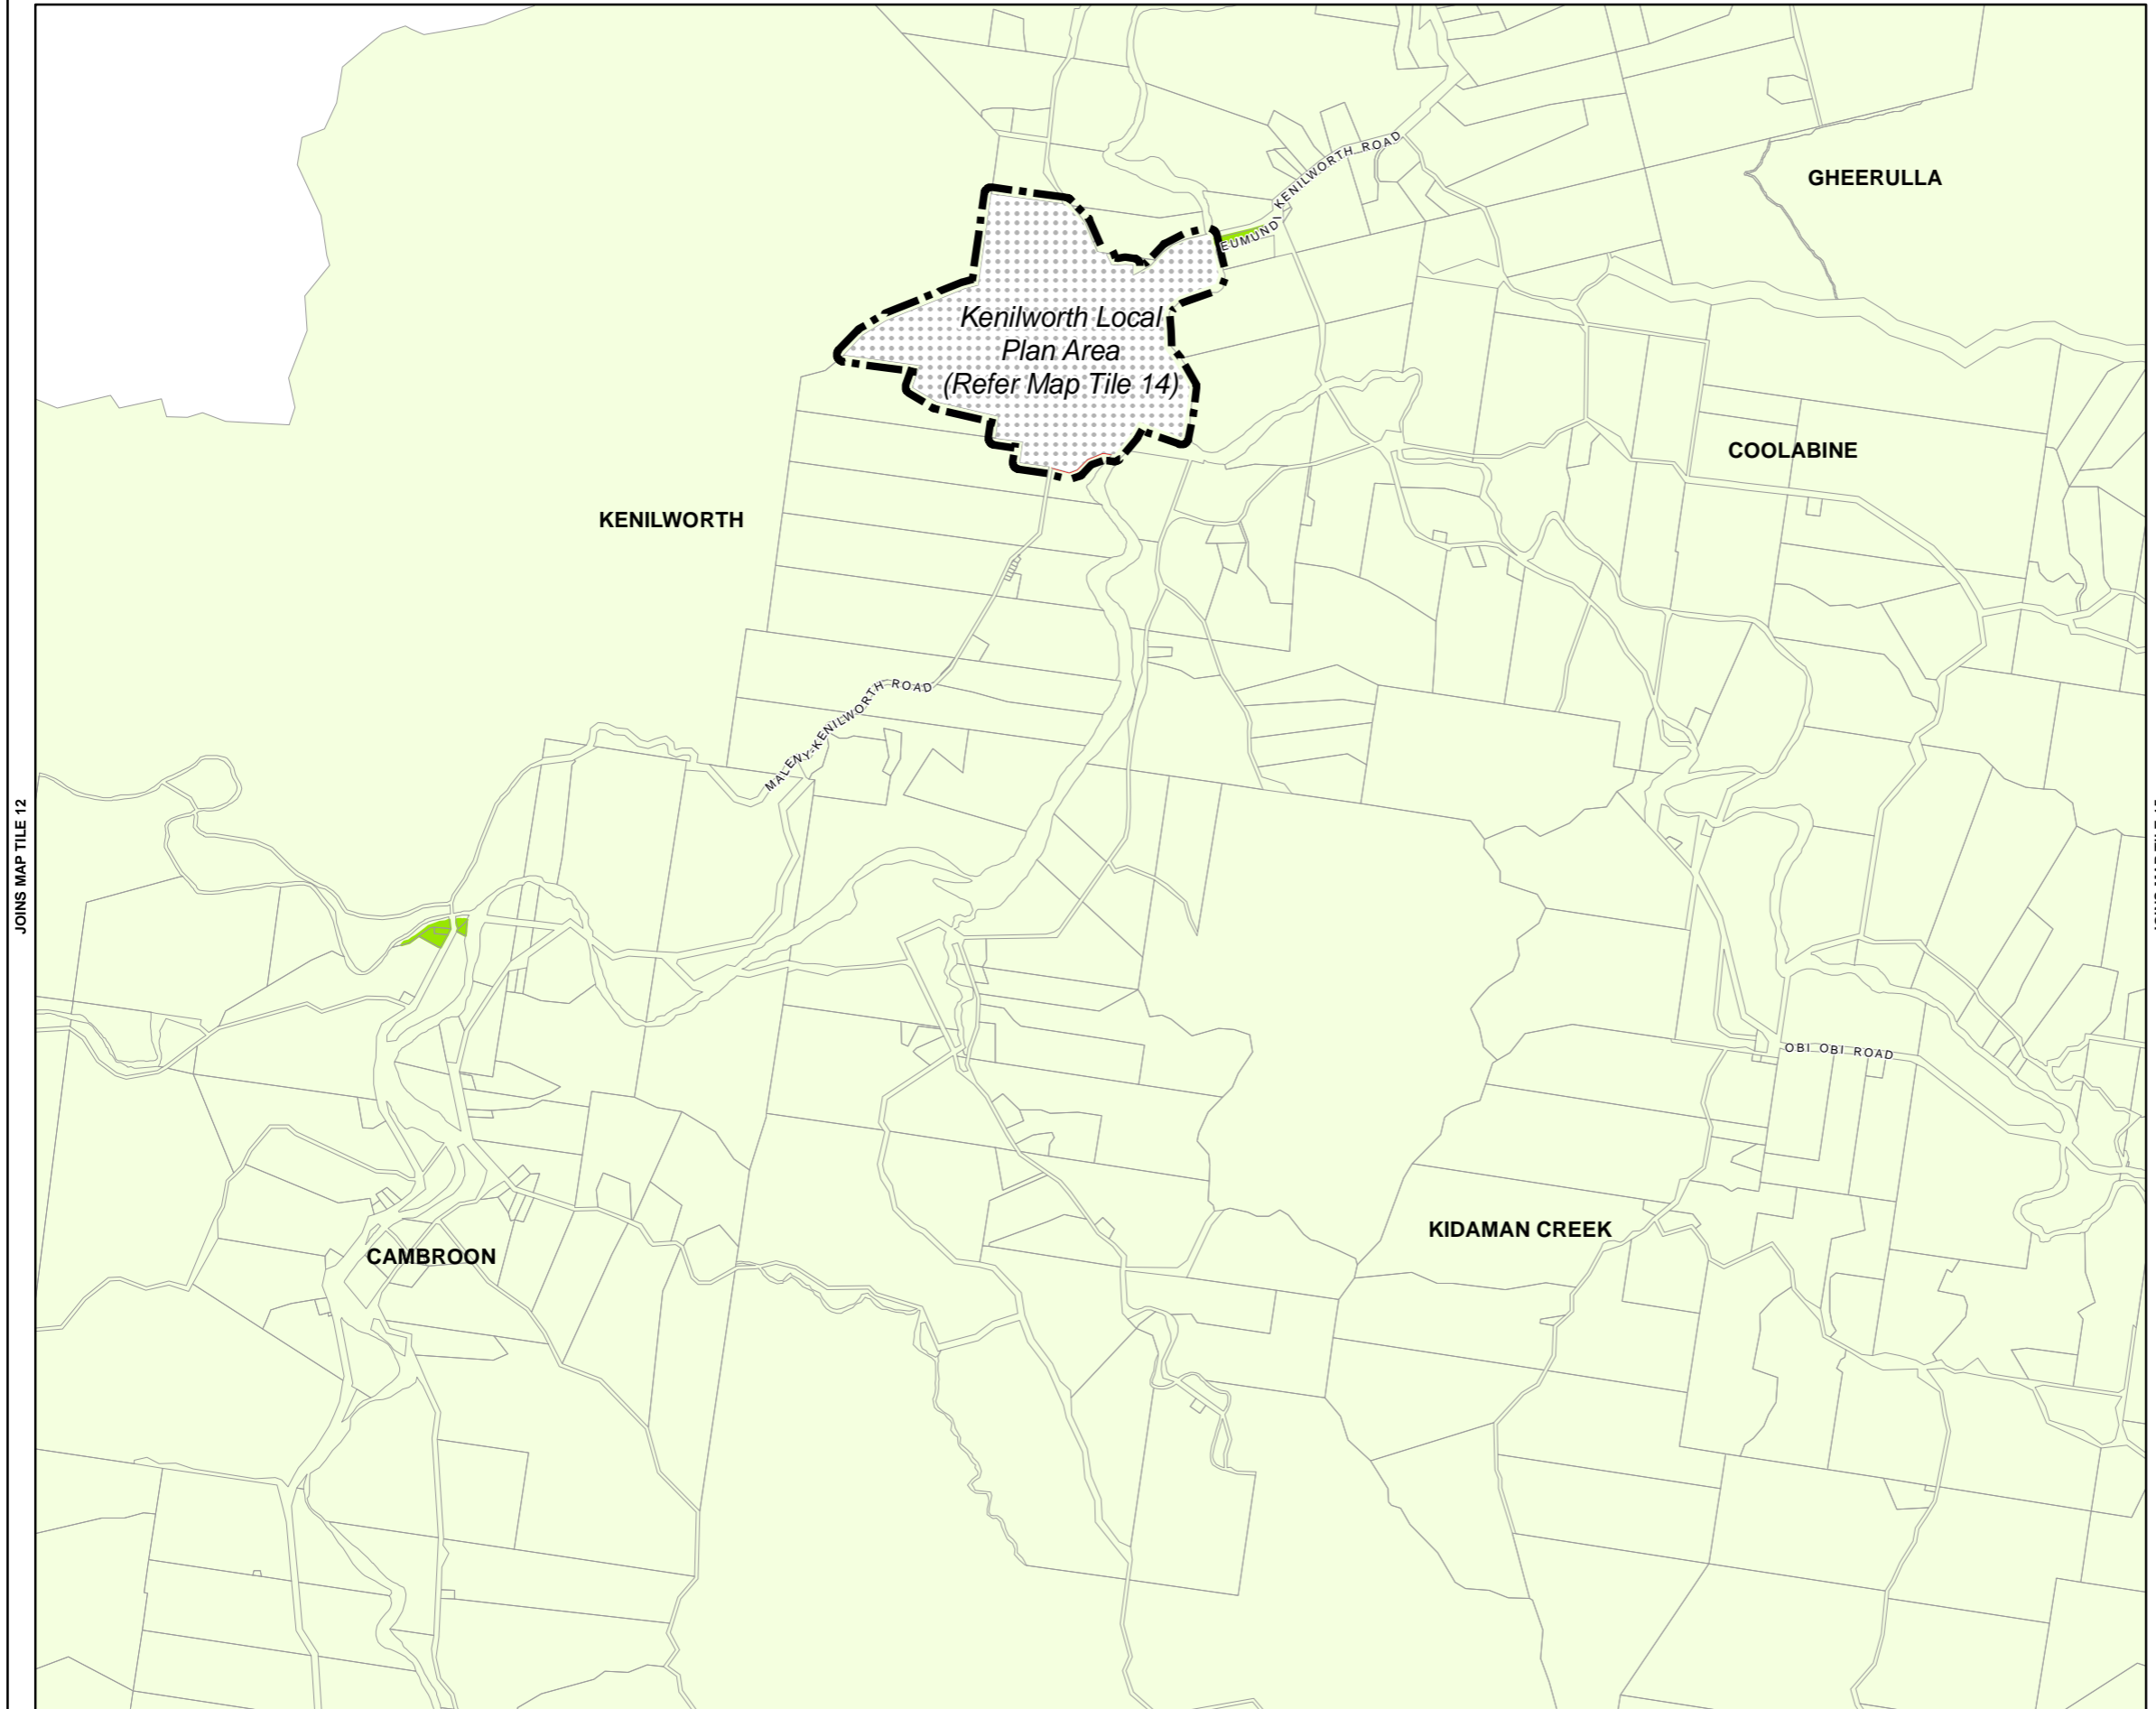 EUMUNDI KENILWORTH ROAD
GHEERULLA
Kenilworth Local
Plan Area
(Refer Map Tile 14)
COOLABINE
KENILWORTH
MALENY-KENILWORTH ROAD
JOINS MAP TILE 12
OBI OBI ROAD
KIDAMAN CREEK
CAMBROON